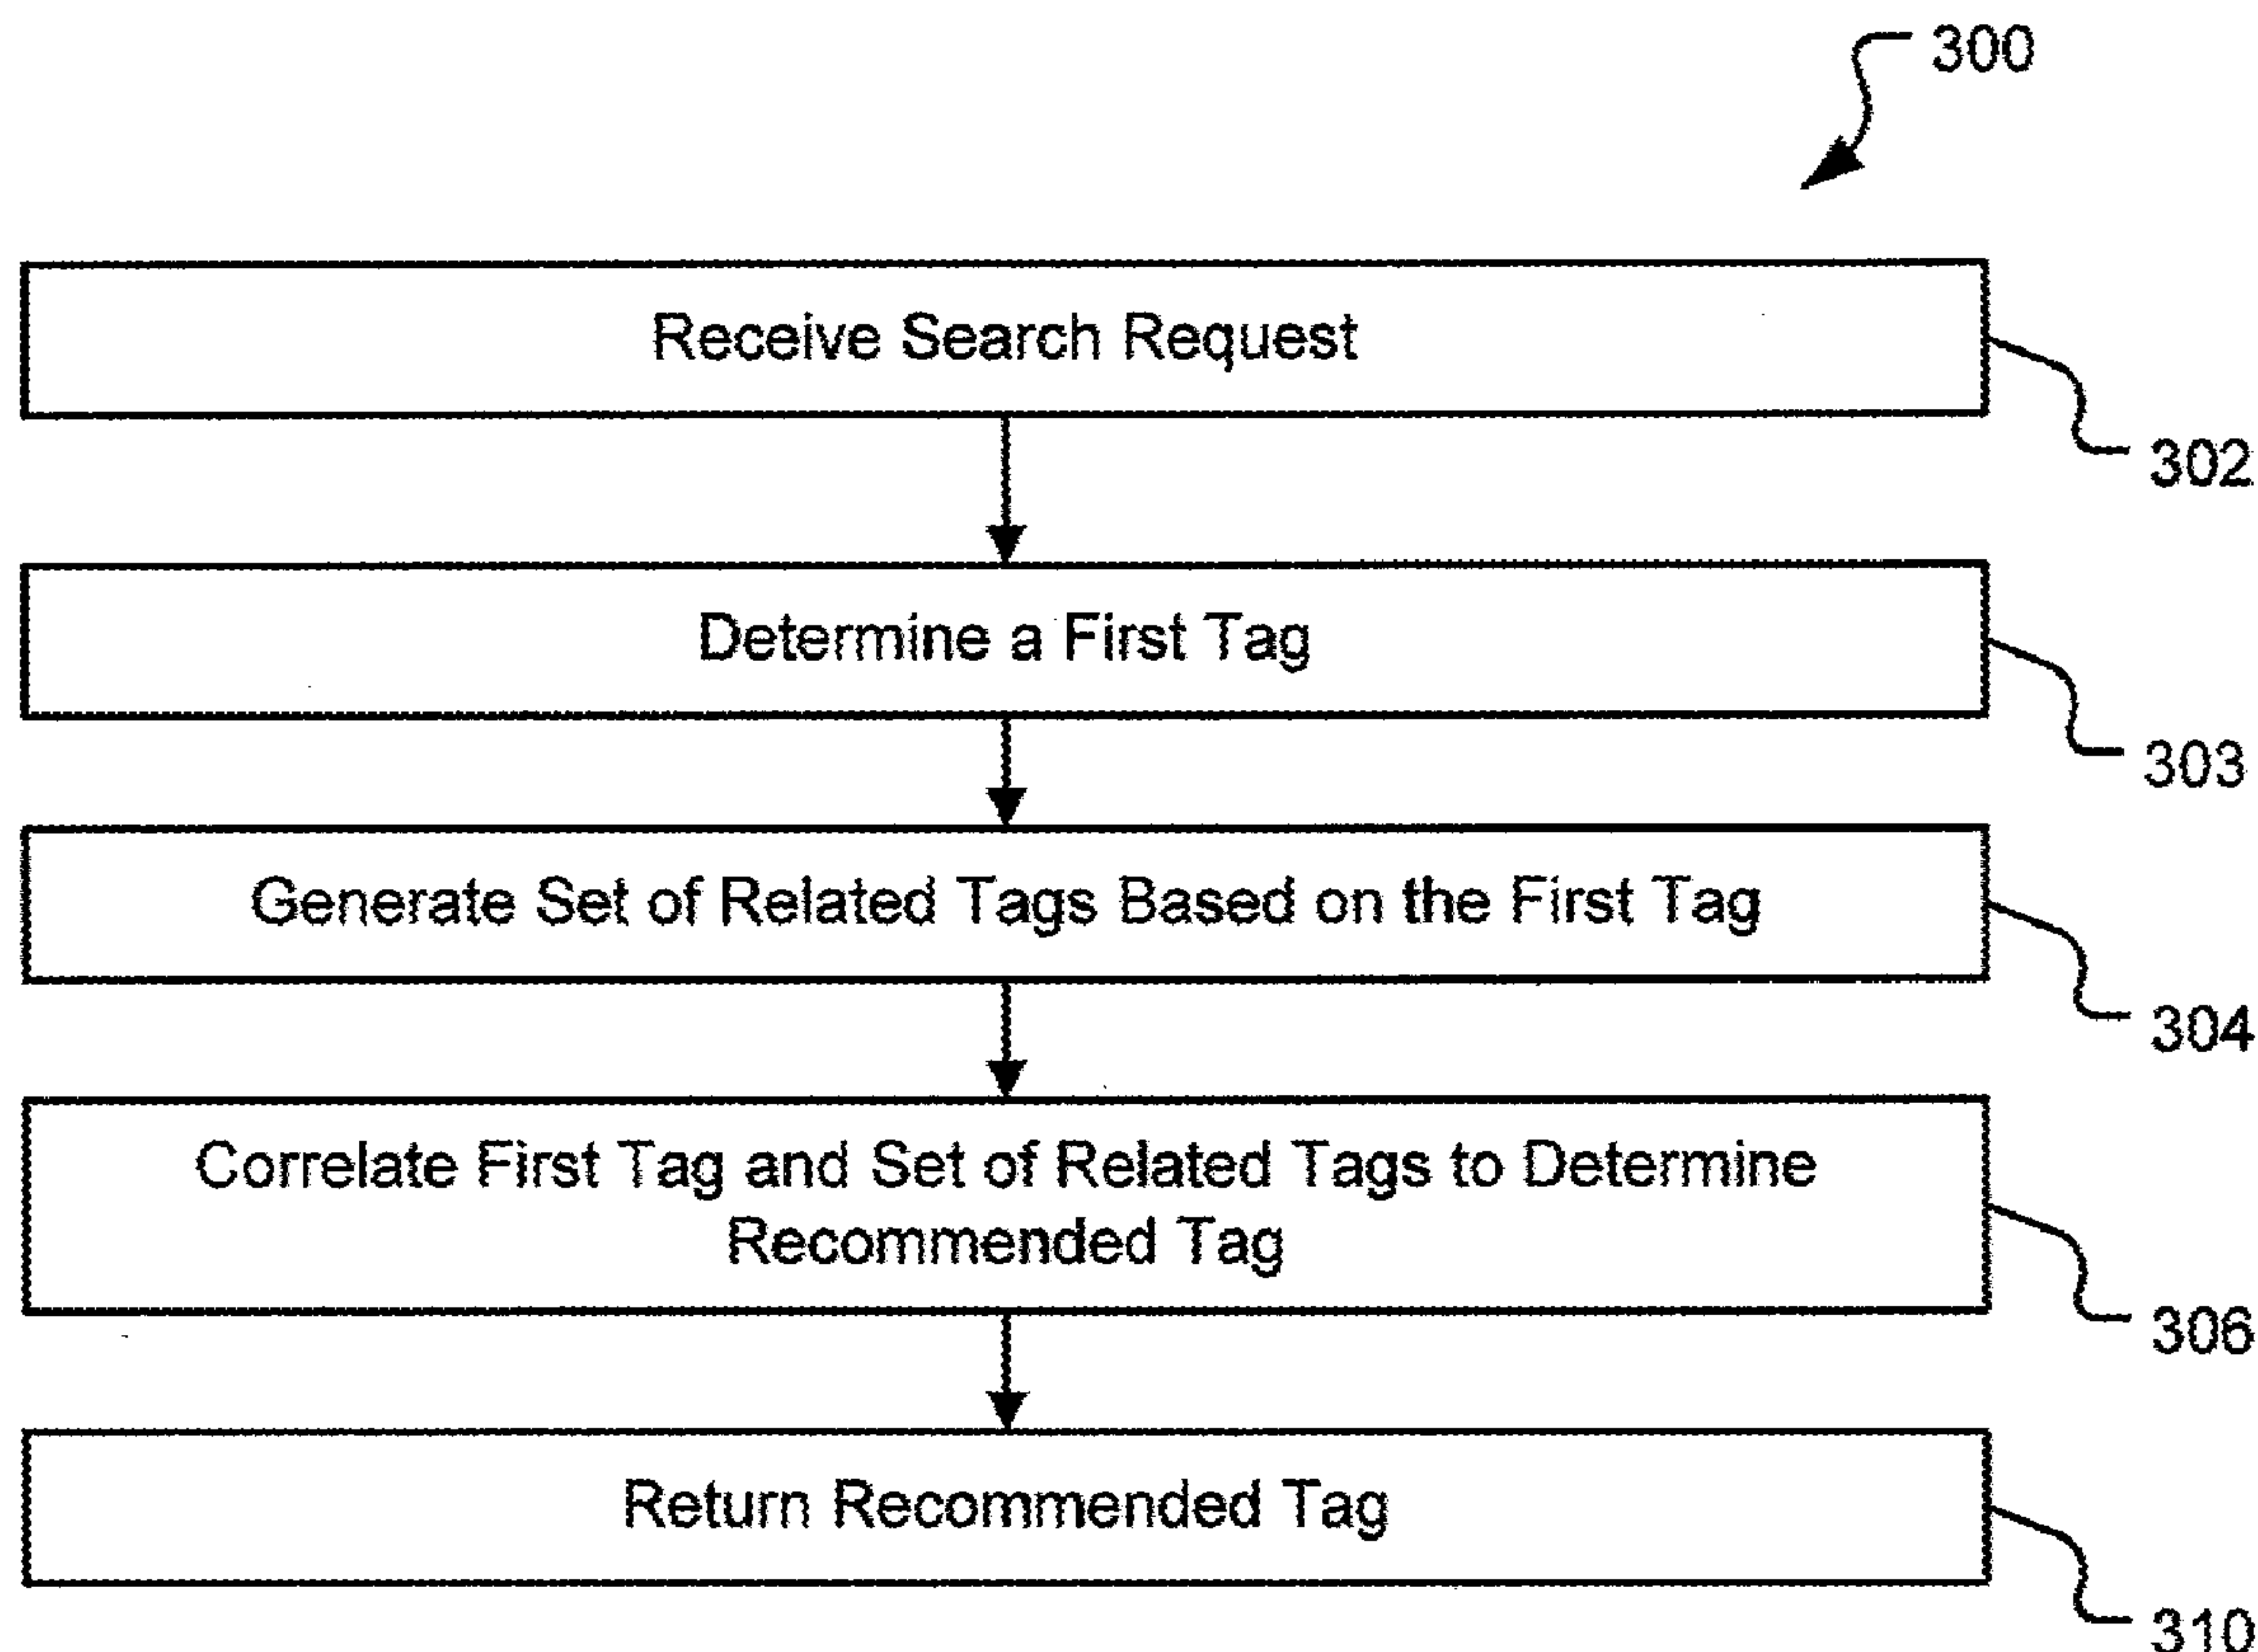 300
Receive Search Request
302
Determine a First Tag
303
Generate Set of Related Tags Based on the First Tag
304
Correlate First Tag and Set of Related Tags to Determine
Recommended Tag
306
Return Recommended Tag
310